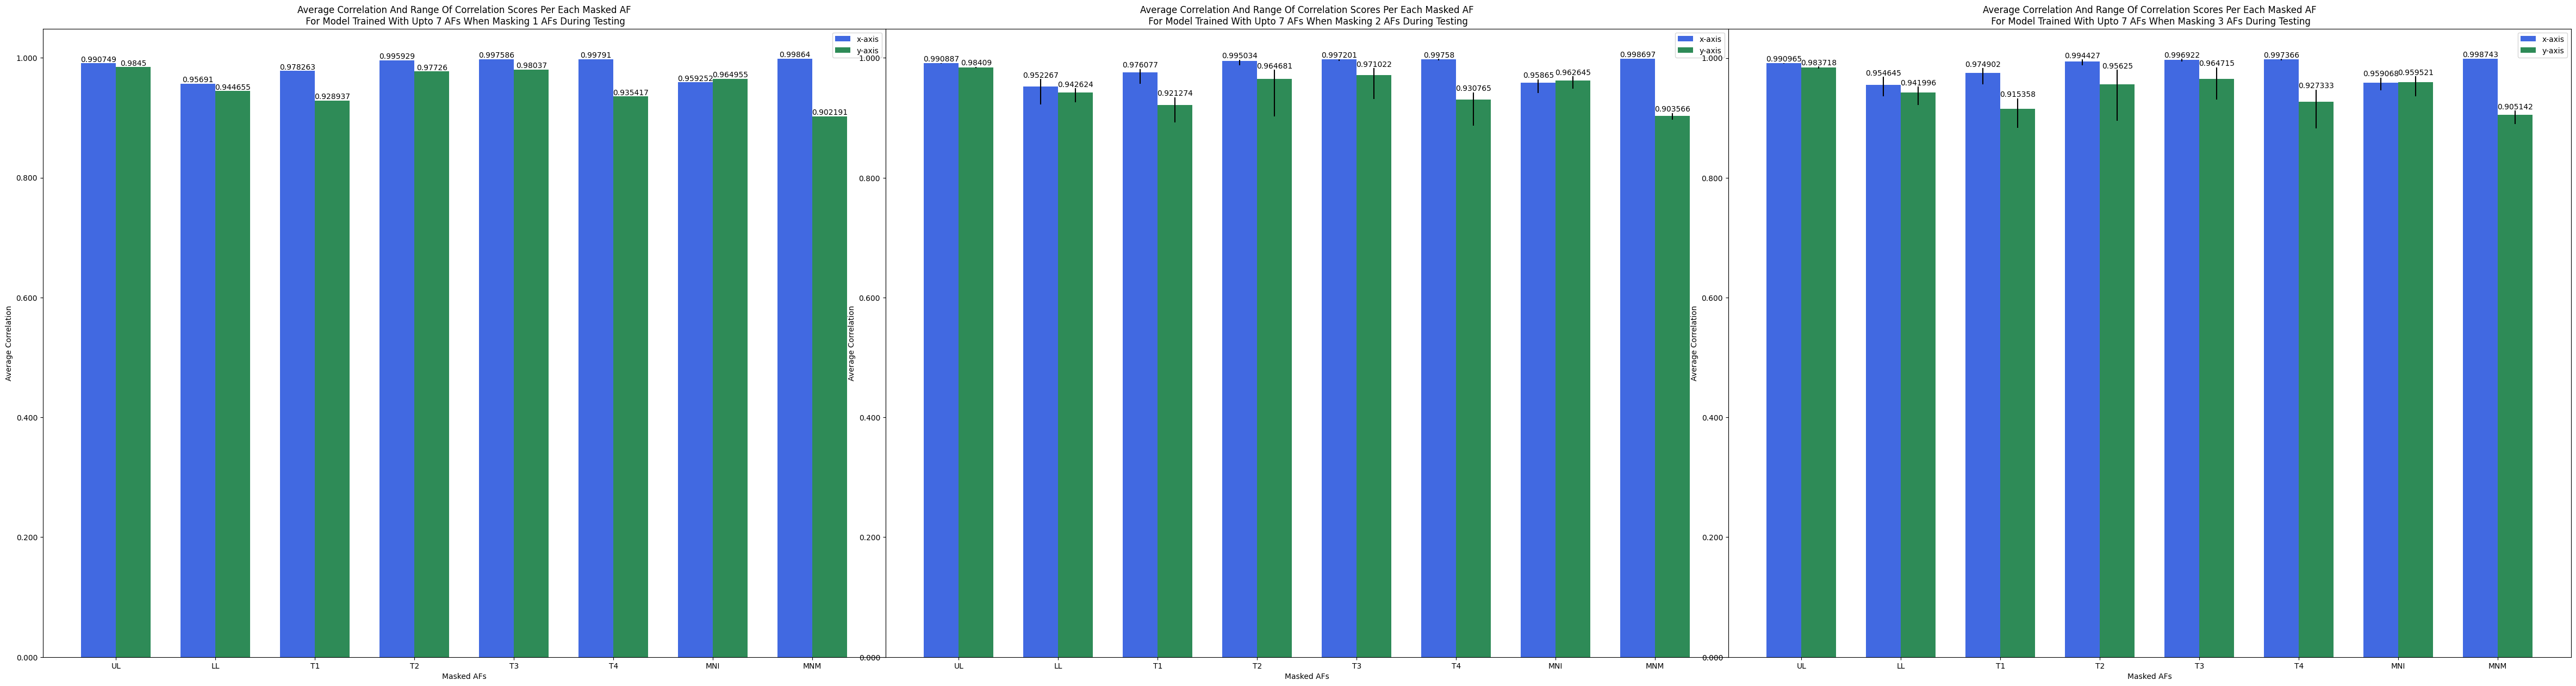 Average Correlation And Range Of Correlation Scores Per Each Masked AF
For Model Trained With Upto 7 AFs When Masking 1 AFs During Testing
x-axis
y-axis
1.000
0.800
0.600
0.400
0.200
0.000
Average Correlation
0.990749 0.9845
0.95691 0.944655
0.978263 0.928937
0.995929 0.97726
0.997586 0.98037
0.99791 0.935417
0.959252 0.964955
0.99864 0.902191
UL LL T1 T2 T3 T4 MNI MNM
Masked AFs
Average Correlation And Range Of Correlation Scores Per Each Masked AF
For Model Trained With Upto 7 AFs When Masking 2 AFs During Testing
x-axis
y-axis
1.000
0.800
0.600
0.400
0.200
0.000
Average Correlation
0.990887 0.98409
0.952267 0.942624
0.976077 0.921274
0.995034 0.964681
0.997201 0.971022
0.99758 0.930765
0.95865 0.962645
0.998697 0.903566
UL LL T1 T2 T3 T4 MNI MNM
Masked AFs
Average Correlation And Range Of Correlation Scores Per Each Masked AF
For Model Trained With Upto 7 AFs When Masking 3 AFs During Testing
x-axis
y-axis
1.000
0.800
0.600
0.400
0.200
0.000
Average Correlation
0.990965 0.983718
0.954645 0.941996
0.974902 0.915358
0.994427 0.95625
0.996922 0.964715
0.997366 0.927333
0.959068 0.959521
0.998743 0.905142
UL LL T1 T2 T3 T4 MNI MNM
Masked AFs